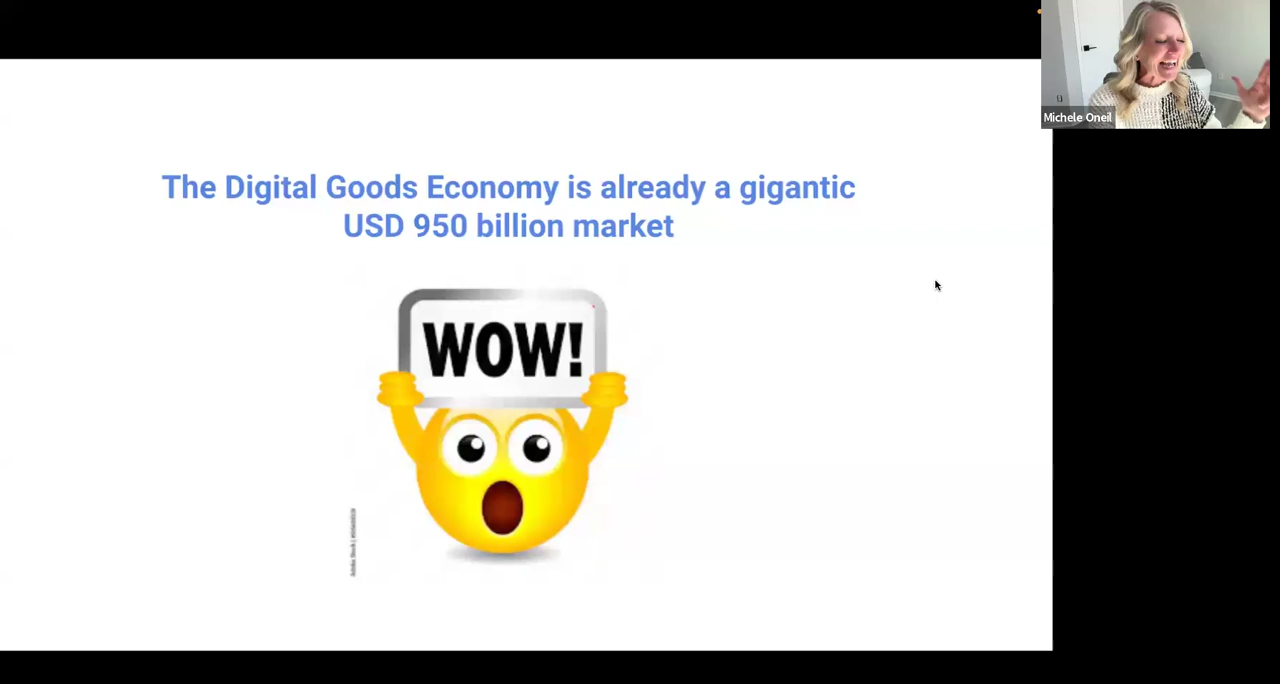 The Digital Goods Economy is already a gigantic
USD 950 billion market
WOW!
Michele Oneil